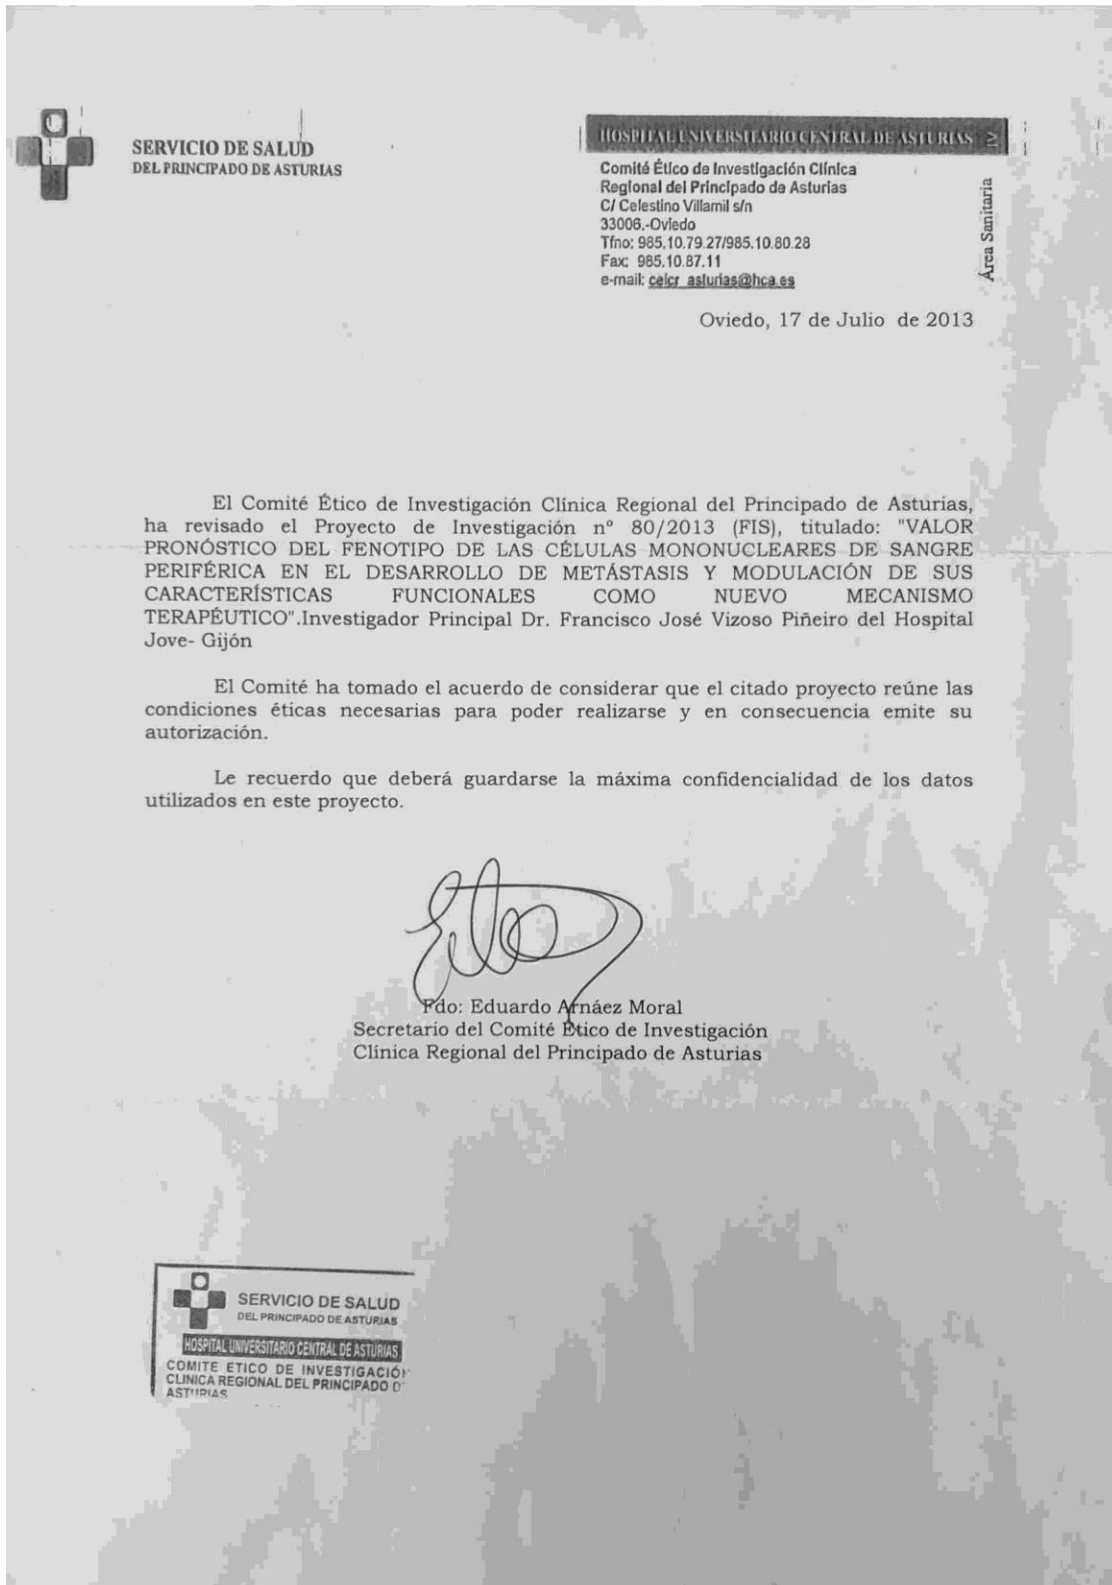 SERVICIO DE SALUD
DEL PRINCIPADO DE ASTURIAS
HOSPITAL UNIVERSITARIO CENTRAL DE ASTURIAS IV
Comité Ético de Investigación Clínica
Regional del Principado de Asturias
C/ Celestino Villamil s/n
33006.-Oviedo
Tfno: 985.10.79.27/985.10.80.28
Fax: 985.10.87.11
e-mail: ceicr_asturias@hca.es
Área Sanitaria
Oviedo, 17 de Julio de 2013
El Comité Ético de Investigación Clínica Regional del Principado de Asturias,
ha revisado el Proyecto de Investigación nº 80/2013 (FIS), titulado: "VALOR
PRONÓSTICO DEL FENOTIPO DE LAS CÉLULAS MONONUCLEARES DE SANGRE
PERIFÉRICA EN EL DESARROLLO DE METÁSTASIS Y MODULACIÓN DE SUS
CARACTERÍSTICAS FUNCIONALES COMO NUEVO MECANISMO
TERAPÉUTICO".Investigador Principal Dr. Francisco José Vizoso Piñeiro del Hospital
Jove- Gijón
El Comité ha tomado el acuerdo de considerar que el citado proyecto reúne las
condiciones éticas necesarias para poder realizarse y en consecuencia emite su
autorización.
Le recuerdo que deberá guardarse la máxima confidencialidad de los datos
utilizados en este proyecto.
Fdo: Eduardo Arnáez Moral
Secretario del Comité Ético de Investigación
Clínica Regional del Principado de Asturias
SERVICIO DE SALUD
DEL PRINCIPADO DE ASTURIAS
HOSPITAL UNIVERSITARIO CENTRAL DE ASTURIAS
COMITE ETICO DE INVESTIGACIÓN
CLINICA REGIONAL DEL PRINCIPADO D
ASTURIAS